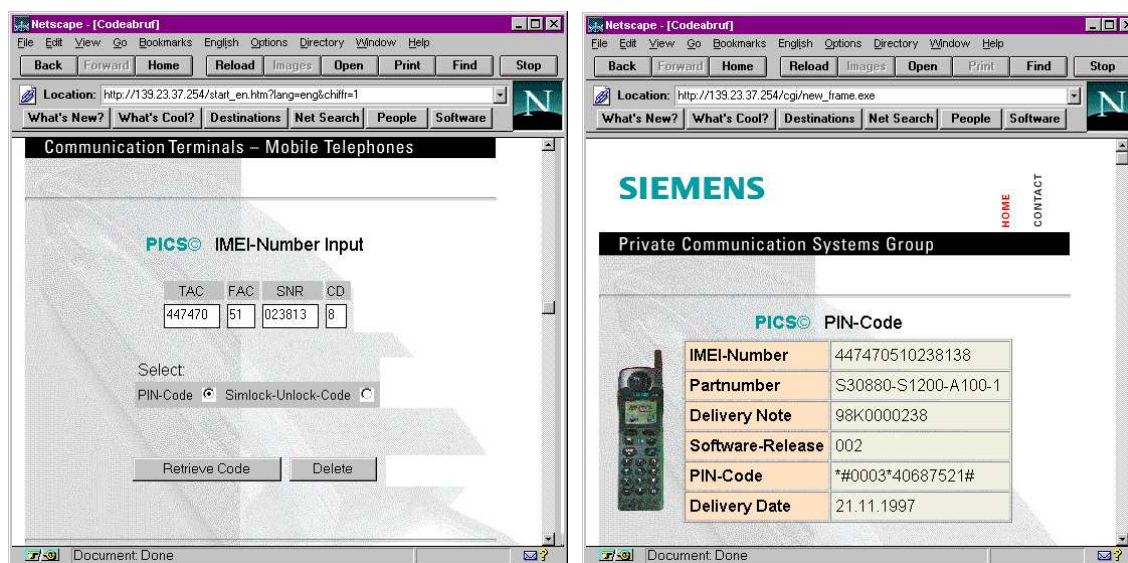 Netscape - [Codeabruf]
File Edit View Go Bookmarks English Options Directory Window Help
Back Forward Home Reload Images Open Print Find Stop
Location: http://139.23.37.254/start_en.htm?lang=eng&chiffr=1
N
What's New? What's Cool? Destinations Net Search People Software
Communication Terminals – Mobile Telephones
PICS© IMEI-Number Input
TAC FAC SNR CD
447470 51 023813 8
Select:
PIN-Code Simlock-Unlock-Code
Retrieve Code Delete
Document: Done
Netscape - [Codeabruf]
File Edit View Go Bookmarks English Options Directory Window Help
Back Forward Home Reload Images Open Print Find Stop
Location: http://139.23.37.254/cgi/new_frame.exe
N
What's New? What's Cool? Destinations Net Search People Software
SIEMENS
HOME
CONTACT
Private Communication Systems Group
PICS© PIN-Code
IMEI-Number 447470510238138
Partnumber S30880-S1200-A100-1
Delivery Note 98K0000238
Software-Release 002
PIN-Code *#0003*40687521#
Delivery Date 21.11.1997
Document: Done